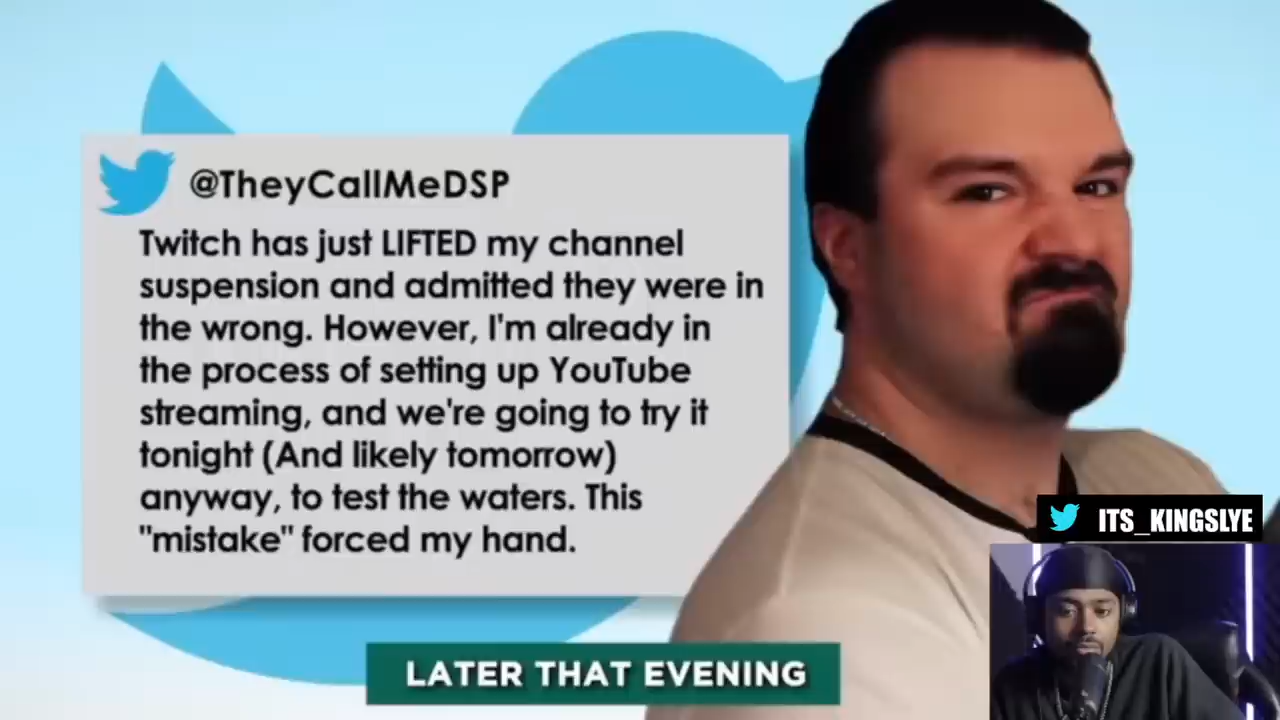 @TheyCallMeDSP
Twitch has just LIFTED my channel
suspension and admitted they were in
the wrong. However, I'm already in
the process of setting up YouTube
streaming, and we're going to try it
tonight (And likely tomorrow)
anyway, to test the waters. This
"mistake" forced my hand.
ITS_KINGSLYE
LATER THAT EVENING